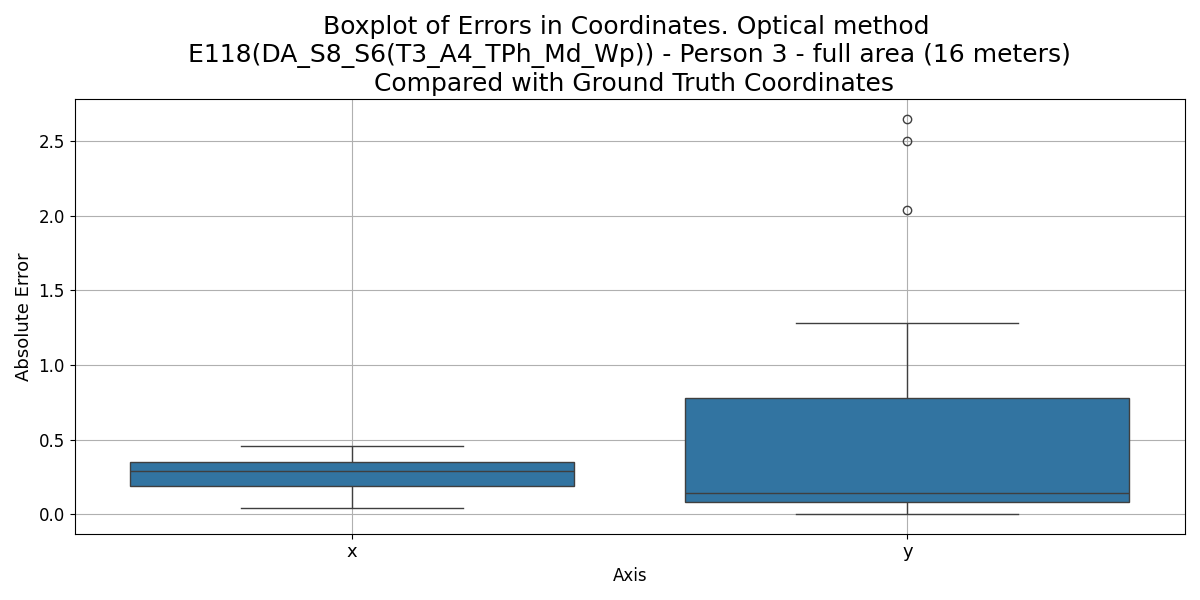 Boxplot of Errors in Coordinates. Optical method
E118(DA_S8_S6(T3_A4_TPh_Md_Wp)) - Person 3 - full area (16 meters)
Compared with Ground Truth Coordinates
2.5
2.0
1.5
1.0
0.5
0.0
Absolute Error
x
y
Axis